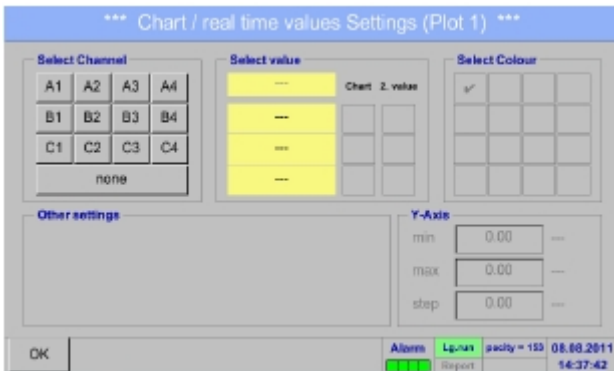 *** Chart / real time values Settings (Plot 1) ***
Select Channel
A1 A2 A3 A4
B1 B2 B3 B4
C1 C2 C3 C4
none
Select value
--- Chart 2. value
---
---
---
Select Colour
✓
Other settings
Y-Axis
min 0.00 ---
max 0.00 ---
step 0.00 ---
OK
Alarm Lg.run pacity = 153 08.08.2011
Report 14:37:42